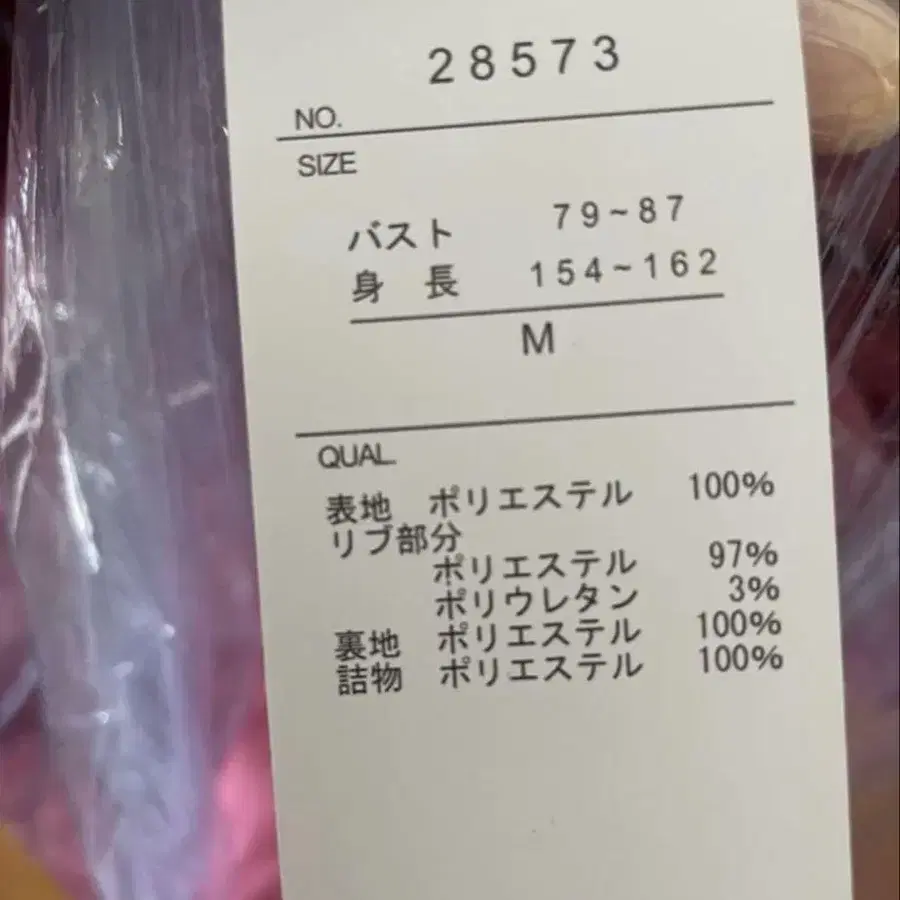 28573
NO.
SIZE
バスト 79~87
身 長 154~162
M
QUAL.
表地 ポリエステル 100%
リブ部分
ポリエステル 97%
ポリウレタン 3%
裏地 ポリエステル 100%
詰物 ポリエステル 100%